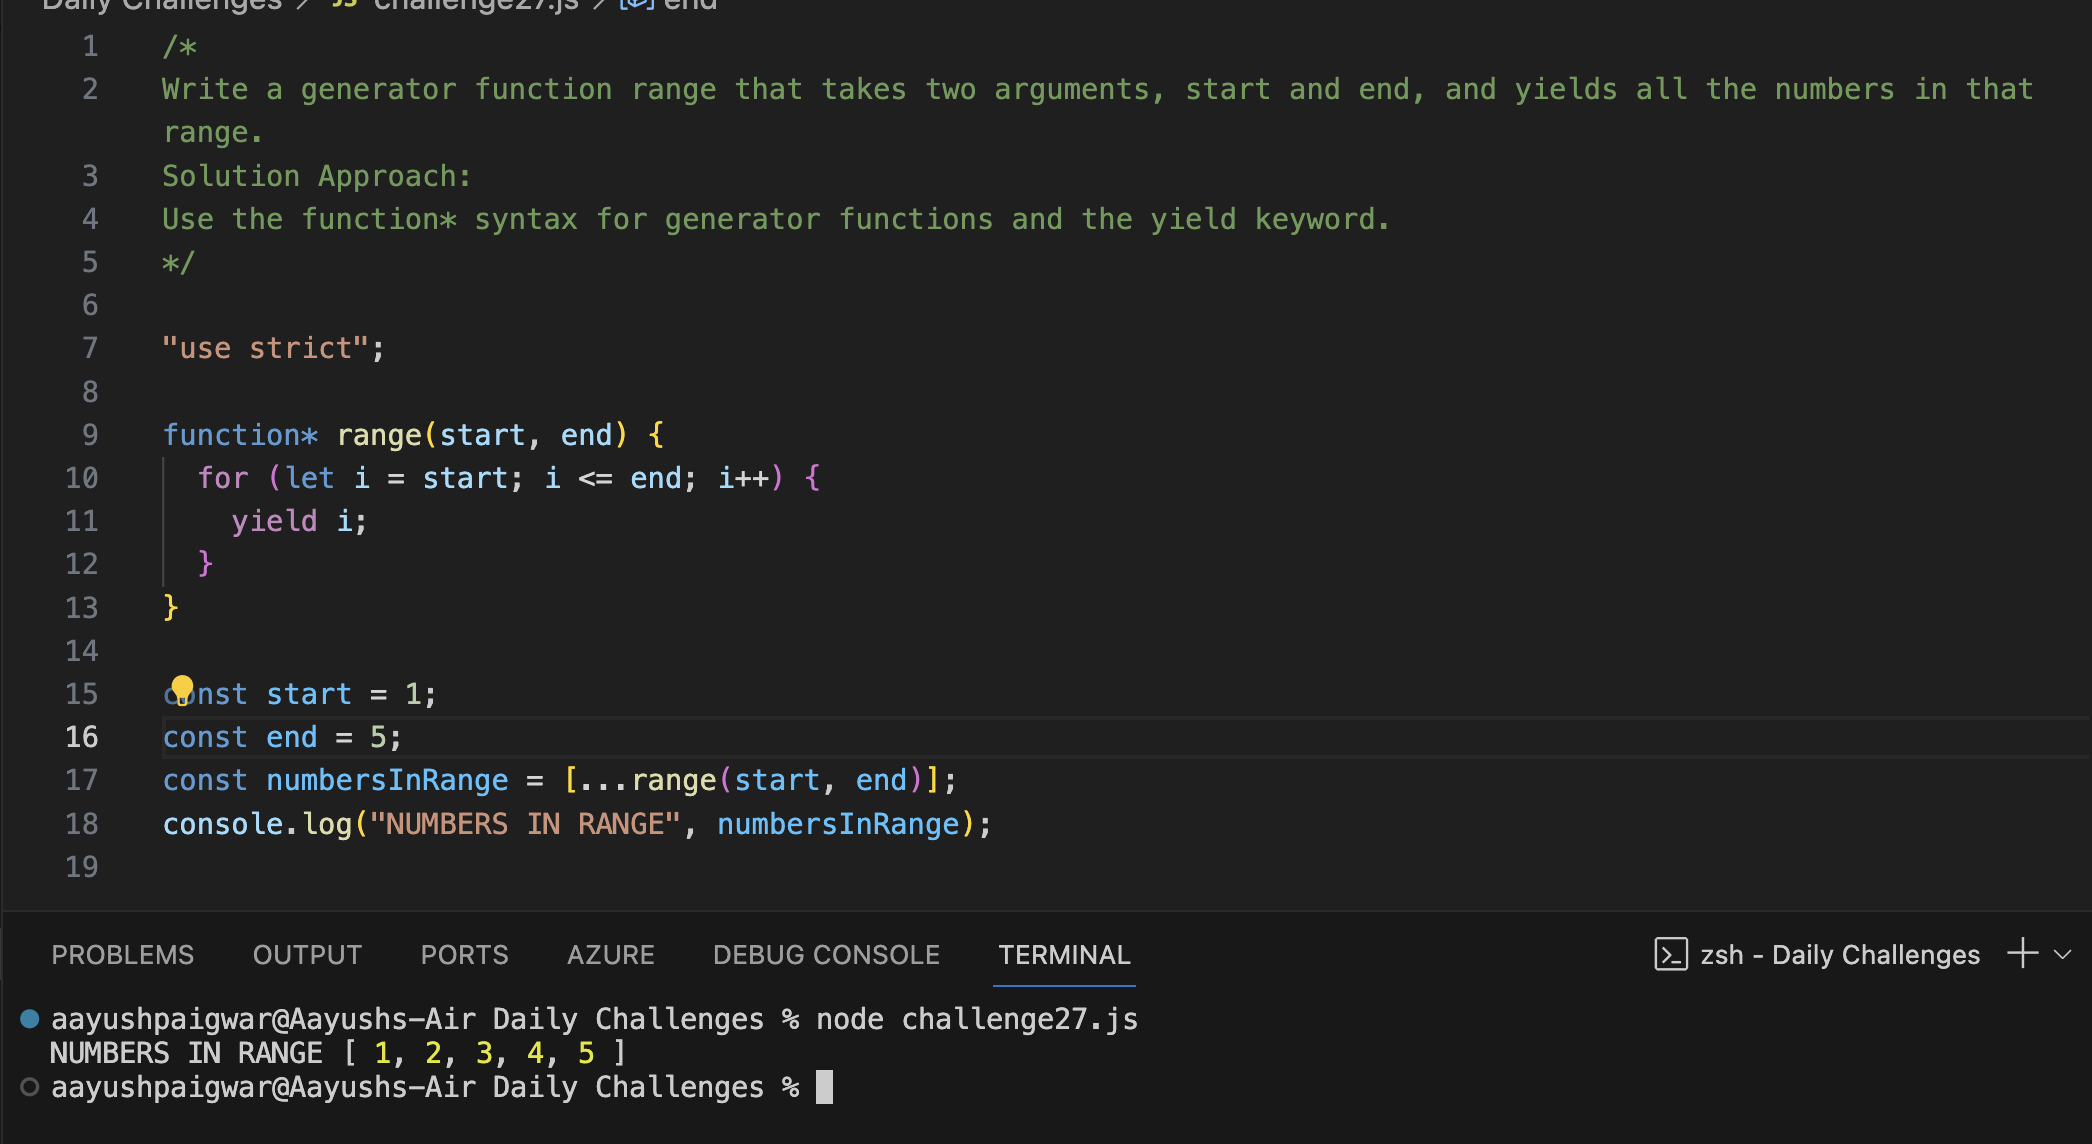 Daily Challenges > JS challenge27.js > end
1 /*
2 Write a generator function range that takes two arguments, start and end, and yields all the numbers in that
range.
3 Solution Approach:
4 Use the function* syntax for generator functions and the yield keyword.
5 */
6
7 "use strict";
8
9 function* range(start, end) {
10 for (let i = start; i <= end; i++) {
11 yield i;
12 }
13 }
14
15 const start = 1;
16 const end = 5;
17 const numbersInRange = [...range(start, end)];
18 console.log("NUMBERS IN RANGE", numbersInRange);
19
PROBLEMS OUTPUT PORTS AZURE DEBUG CONSOLE TERMINAL zsh - Daily Challenges
aayushpaigwar@Aayushs-Air Daily Challenges % node challenge27.js
NUMBERS IN RANGE [ 1, 2, 3, 4, 5 ]
aayushpaigwar@Aayushs-Air Daily Challenges %